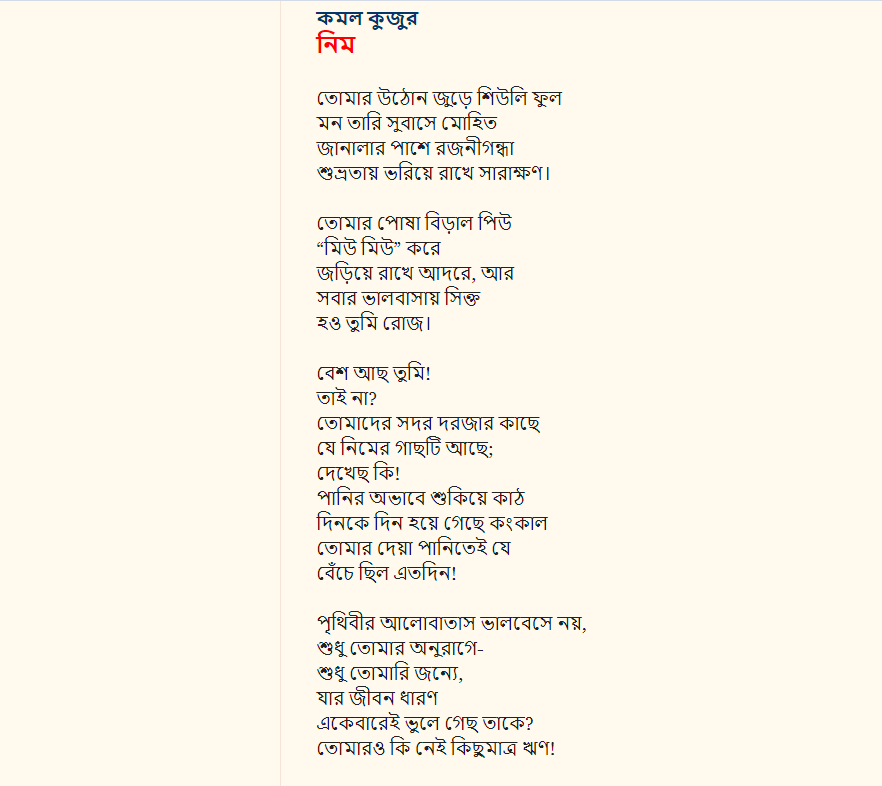 কমল কুজুর
নিম
তোমার উঠোন জুড়ে শিউলি ফুল
মন তারি সুবাসে মোহিত
জানালার পাশে রজনীগন্ধা
শুভ্রতায় ভরিয়ে রাখে সারাক্ষণ।
তোমার পোষা বিড়াল পিউ
“মিউ মিউ” করে
জড়িয়ে রাখে আদরে, আর
সবার ভালবাসায় সিক্ত
হও তুমি রোজ।
বেশ আছ তুমি!
তাই না?
তোমাদের সদর দরজার কাছে
যে নিমের গাছটি আছে;
দেখেছ কি!
পানির অভাবে শুকিয়ে কাঠ
দিনকে দিন হয়ে গেছে কংকাল
তোমার দেয়া পানিতেই যে
বেঁচে ছিল এতদিন!
পৃথিবীর আলোবাতাস ভালবেসে নয়,
শুধু তোমার অনুরাগে-
শুধু তোমারি জন্যে,
যার জীবন ধারণ
একেবারেই ভুলে গেছ তাকে?
তোমারও কি নেই কিছুমাত্র ঋণ!